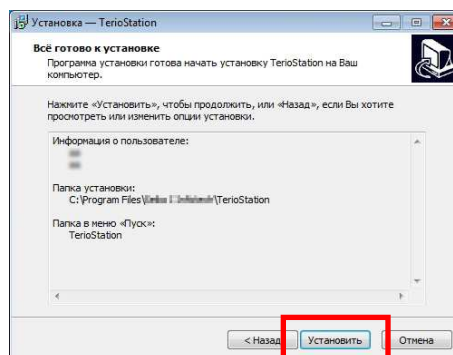 Установка — TerioStation
Всё готово к установке
Программа установки готова начать установку TerioStation на Ваш
компьютер.
Нажмите «Установить», чтобы продолжить, или «Назад», если Вы хотите
просмотреть или изменить опции установки.
Информация о пользователе:
Папка установки:
C:\Program Files\ \TerioStation
Папка в меню «Пуск»:
TerioStation
< Назад Установить Отмена